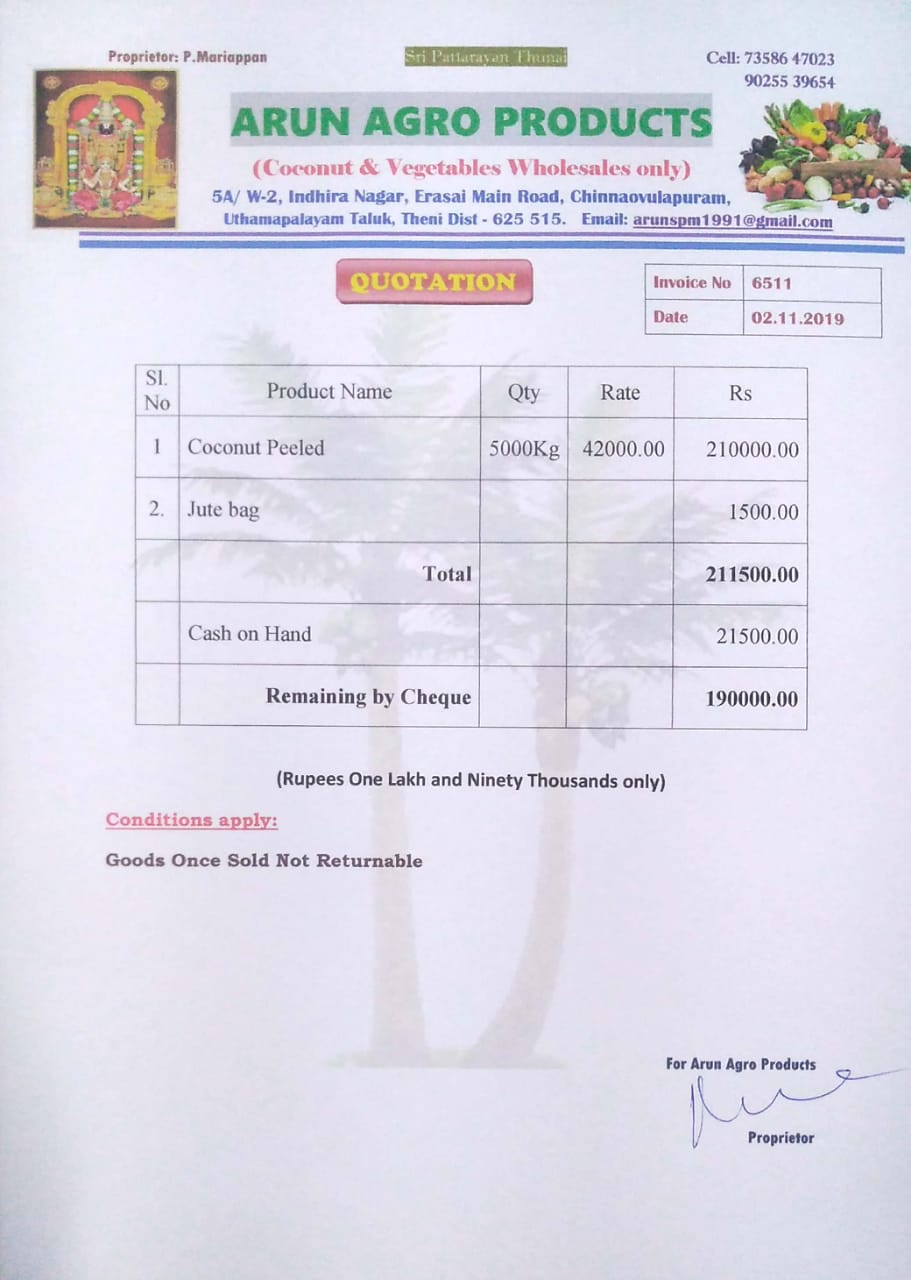 Proprietor: P.Mariappan
Sri Pattarayan Thunai
Cell: 73586 47023
90255 39654
ARUN AGRO PRODUCTS
(Coconut & Vegetables Wholesales only)
5A/ W-2, Indhira Nagar, Erasai Main Road, Chinnaovulapuram,
Uthamapalayam Taluk, Theni Dist - 625 515. Email: arunspm1991@gmail.com
QUOTATION
Invoice No 6511
Date 02.11.2019
Sl. No Product Name Qty Rate Rs
1 Coconut Peeled 5000Kg 42000.00 210000.00
2. Jute bag 1500.00
Total 211500.00
Cash on Hand 21500.00
Remaining by Cheque 190000.00
(Rupees One Lakh and Ninety Thousands only)
Conditions apply:
Goods Once Sold Not Returnable
For Arun Agro Products
Proprietor